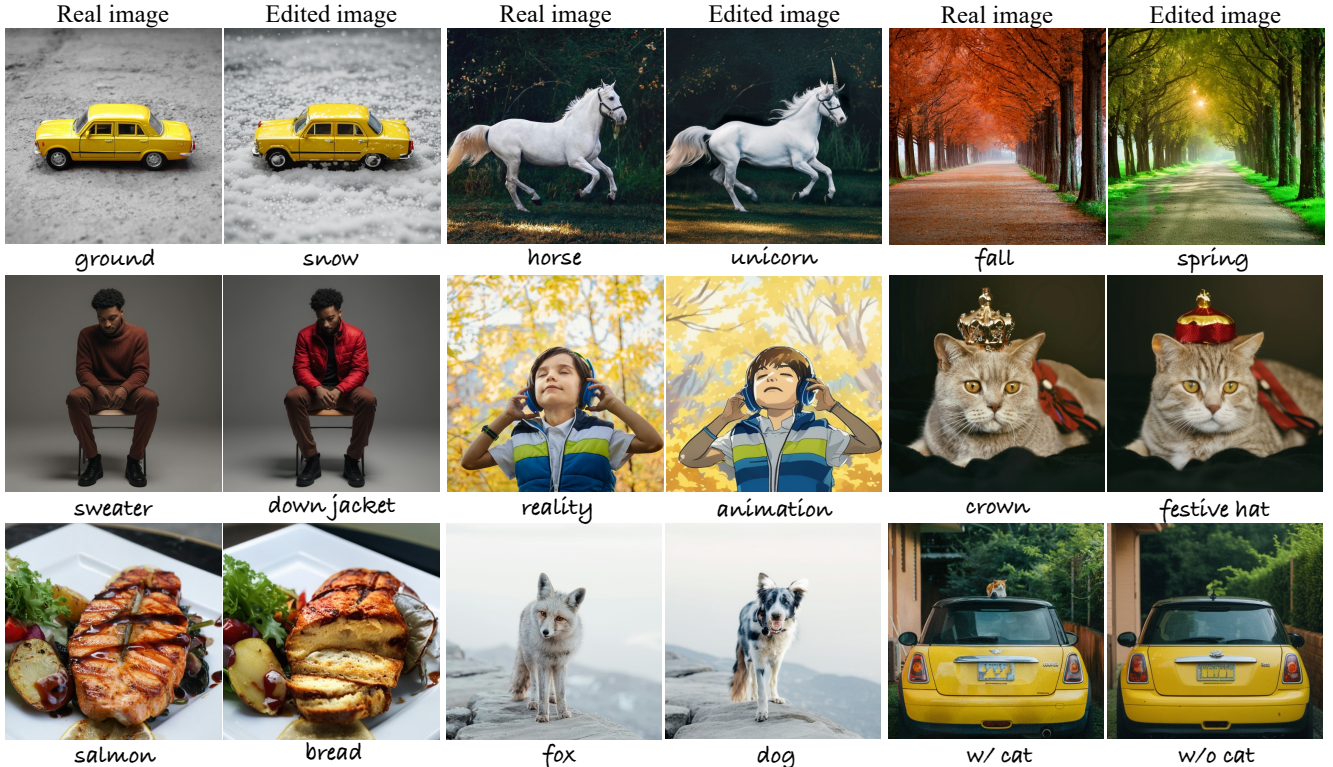 Real image Edited image Real image Edited image Real image Edited image
ground snow horse unicorn fall spring
sweater down jacket reality animation crown festive hat
salmon bread fox dog w/ cat w/o cat